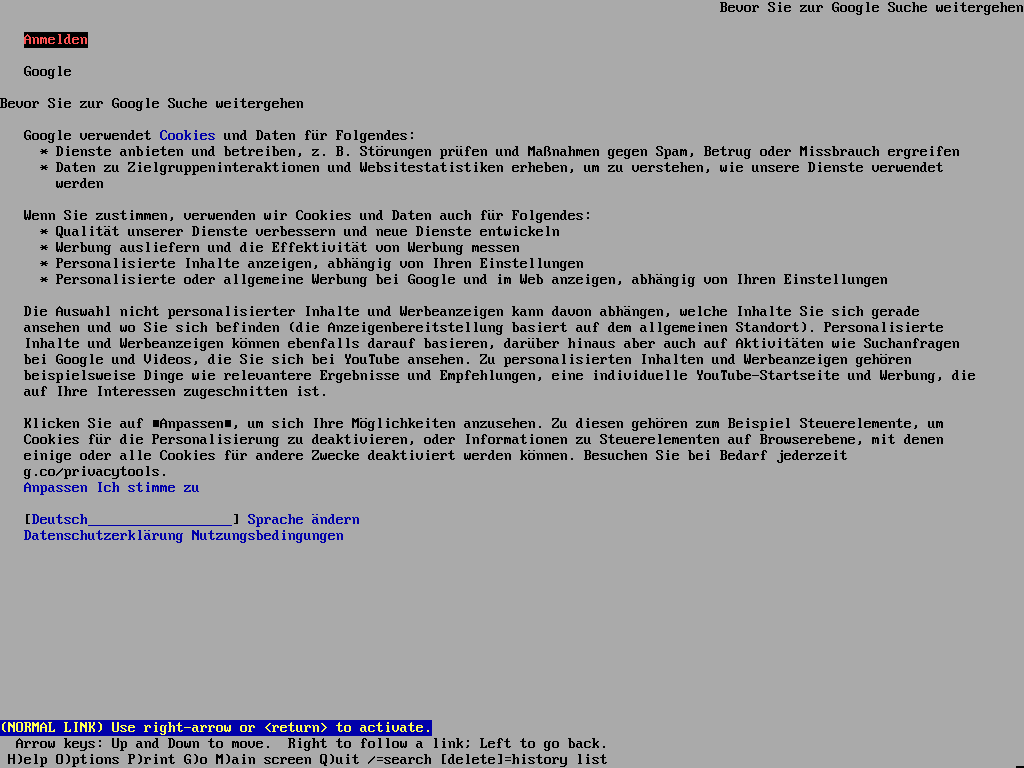 Bevor Sie zur Google Suche weitergehen
Anmelden
Google
Bevor Sie zur Google Suche weitergehen
Google verwendet Cookies und Daten für Folgendes:
* Dienste anbieten und betreiben, z. B. Störungen prüfen und Maßnahmen gegen Spam, Betrug oder Missbrauch ergreifen
* Daten zu Zielgruppeninteraktionen und Websitestatistiken erheben, um zu verstehen, wie unsere Dienste verwendet
werden
Wenn Sie zustimmen, verwenden wir Cookies und Daten auch für Folgendes:
* Qualität unserer Dienste verbessern und neue Dienste entwickeln
* Werbung ausliefern und die Effektivität von Werbung messen
* Personalisierte Inhalte anzeigen, abhängig von Ihren Einstellungen
* Personalisierte oder allgemeine Werbung bei Google und im Web anzeigen, abhängig von Ihren Einstellungen
Die Auswahl nicht personalisierter Inhalte und Werbeanzeigen kann davon abhängen, welche Inhalte Sie sich gerade
ansehen und wo Sie sich befinden (die Anzeigenbereitstellung basiert auf dem allgemeinen Standort). Personalisierte
Inhalte und Werbeanzeigen können ebenfalls darauf basieren, darüber hinaus aber auch auf Aktivitäten wie Suchanfragen
bei Google und Videos, die Sie sich bei YouTube ansehen. Zu personalisierten Inhalten und Werbeanzeigen gehören
beispielsweise Dinge wie relevantere Ergebnisse und Empfehlungen, eine individuelle YouTube-Startseite und Werbung, die
auf Ihre Interessen zugeschnitten ist.
Klicken Sie auf ■Anpassen■, um sich Ihre Möglichkeiten anzusehen. Zu diesen gehören zum Beispiel Steuerelemente, um
Cookies für die Personalisierung zu deaktivieren, oder Informationen zu Steuerelementen auf Browserebene, mit denen
einige oder alle Cookies für andere Zwecke deaktiviert werden können. Besuchen Sie bei Bedarf jederzeit
g.co/privacytools.
Anpassen Ich stimme zu
[Deutsch__________________] Sprache ändern
Datenschutzerklärung Nutzungsbedingungen
(NORMAL LINK) Use right-arrow or <return> to activate.
Arrow keys: Up and Down to move.  Right to follow a link; Left to go back.
H)elp O)ptions P)rint G)o M)ain screen Q)uit /=search [delete]=history list